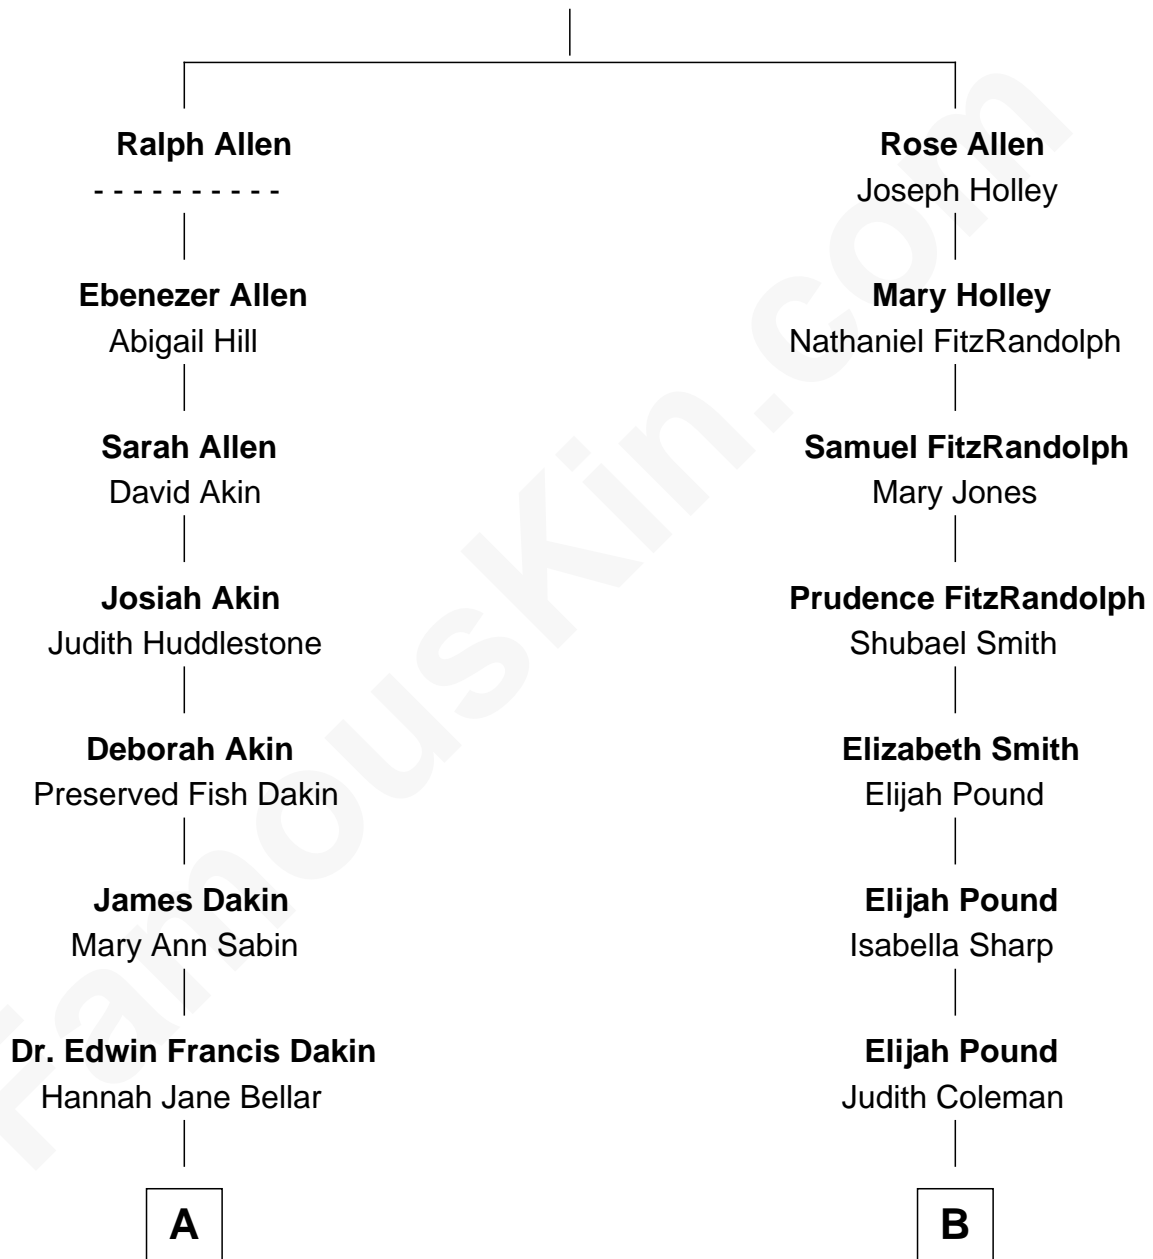 Ralph Allen
- - - - - - - - - -
Ebenezer Allen
Abigail Hill
Sarah Allen
David Akin
Josiah Akin
Judith Huddlestone
Deborah Akin
Preserved Fish Dakin
James Dakin
Mary Ann Sabin
Dr. Edwin Francis Dakin
Hannah Jane Bellar
A
Rose Allen
Joseph Holley
Mary Holley
Nathaniel FitzRandolph
Samuel FitzRandolph
Mary Jones
Prudence FitzRandolph
Shubael Smith
Elizabeth Smith
Elijah Pound
Elijah Pound
Isabella Sharp
Elijah Pound
Judith Coleman
B
FamousKin.com